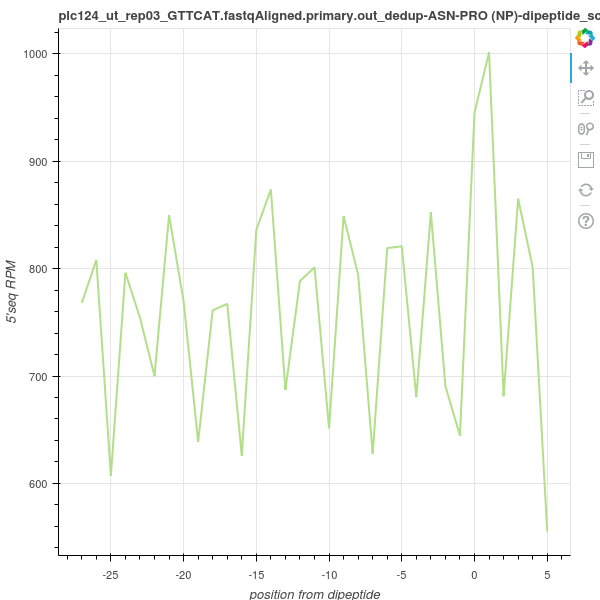 plc124_ut_rep03_GTTCAT.fastqAligned.primary.out_dedup-ASN-PRO (NP)-dipeptide_sc
1000
900
800
700
600
5'seq RPM
-25 -20 -15 -10 -5 0 5
position from dipeptide